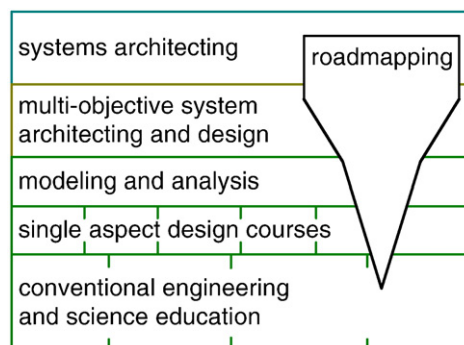 systems architecting
roadmapping
multi-objective system
architecting and design
modeling and analysis
single aspect design courses
conventional engineering
and science education